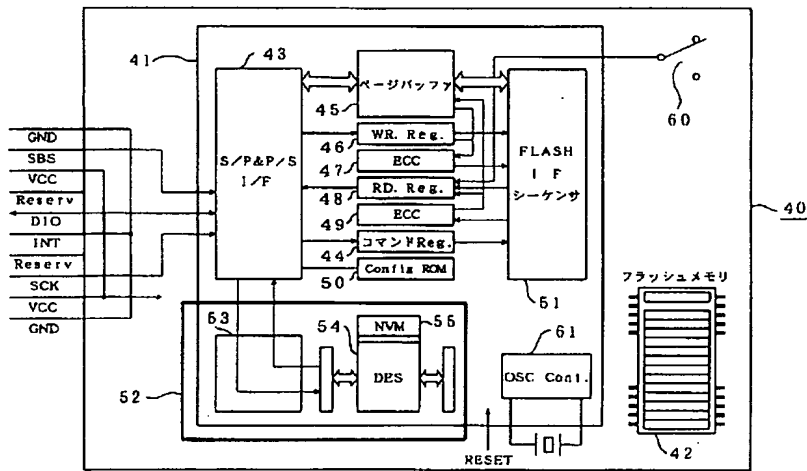 41
43
ページバッファ
45
60
WR. Reg.
46
GND
SBS
VCC
Reserv
DIO
INT
Reserv
SCK
VCC
GND
S/P&P/S
I/F
ECC
47
RD. Reg.
48
ECC
49
コマンドReg.
44
Config ROM
50
FLASH
I F
シーケンサ
51
40
フラッシュメモリ
42
53
54
NVM
55
DES
52
61
OSC Cont.
RESET